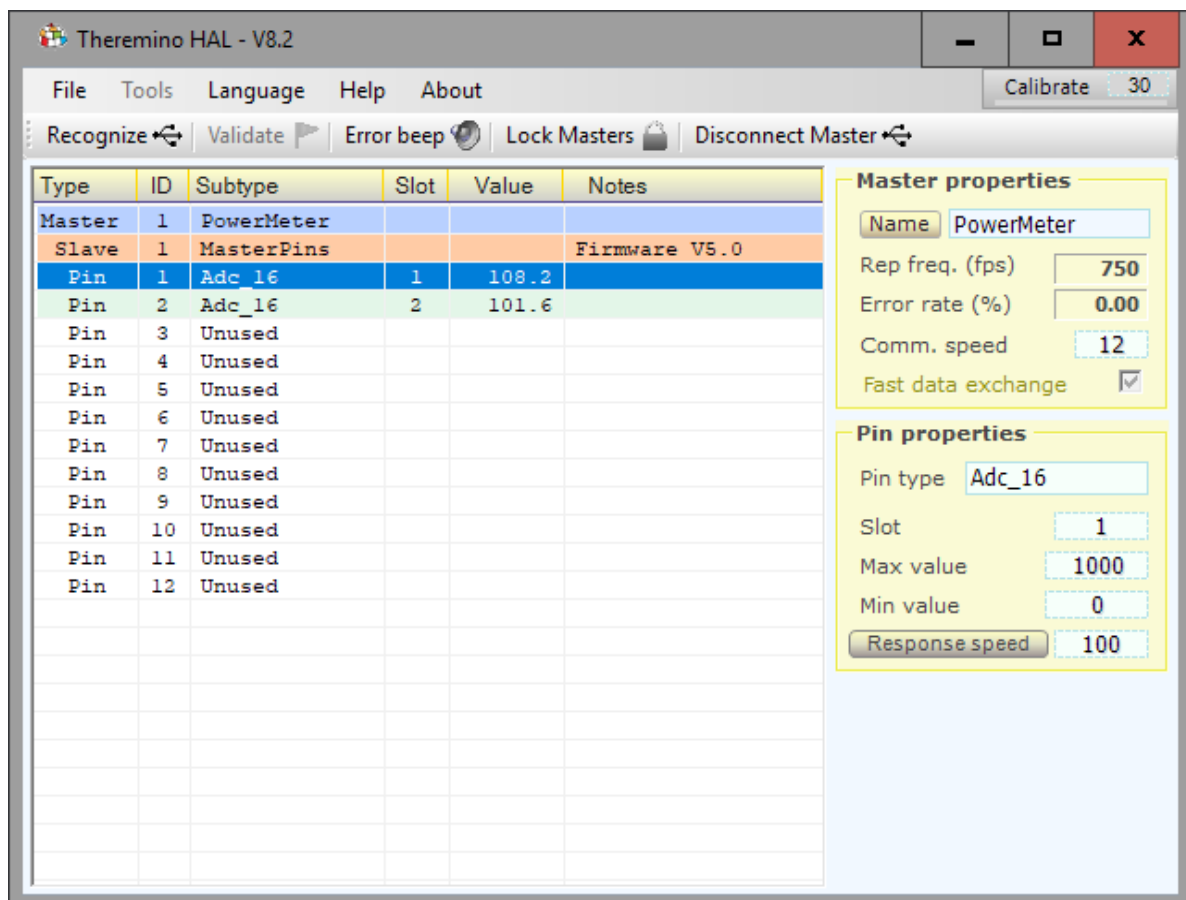 Theremino HAL - V8.2
File Tools Language Help About Calibrate 30
Recognize Validate Error beep Lock Masters Disconnect Master
Type ID Subtype Slot Value Notes
Master 1 PowerMeter
Slave 1 MasterPins Firmware V5.0
Pin 1 Adc_16 1 108.2
Pin 2 Adc_16 2 101.6
Pin 3 Unused
Pin 4 Unused
Pin 5 Unused
Pin 6 Unused
Pin 7 Unused
Pin 8 Unused
Pin 9 Unused
Pin 10 Unused
Pin 11 Unused
Pin 12 Unused
Master properties
Name PowerMeter
Rep freq. (fps) 750
Error rate (%) 0.00
Comm. speed 12
Fast data exchange
Pin properties
Pin type Adc_16
Slot 1
Max value 1000
Min value 0
Response speed 100